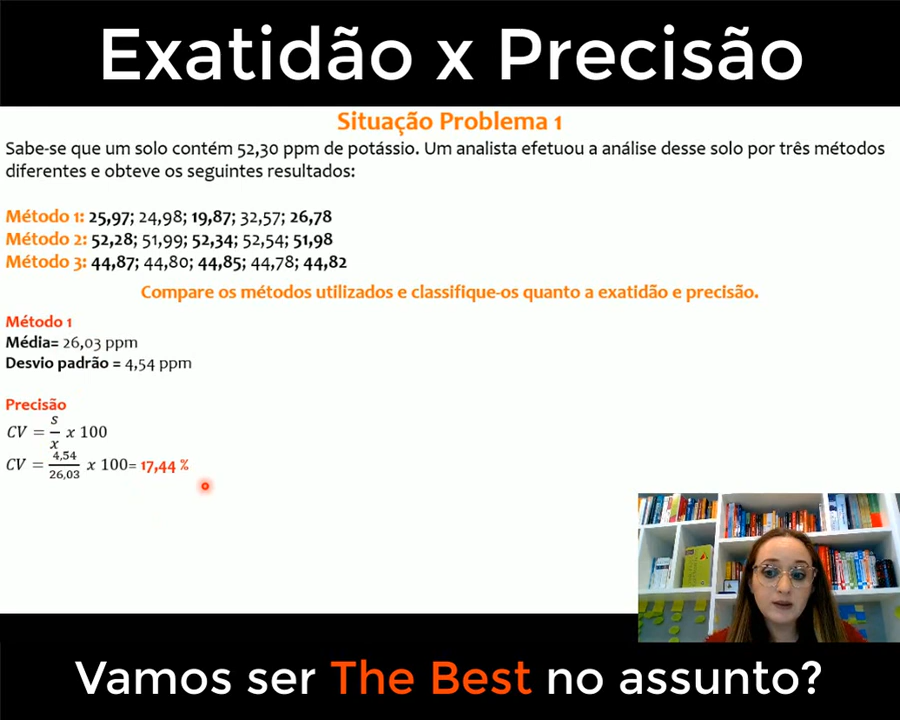 Exatidão x Precisão
Situação Problema 1
Sabe-se que um solo contém 52,30 ppm de potássio. Um analista efetuou a análise desse solo por três métodos
diferentes e obteve os seguintes resultados:
Método 1: 25,97; 24,98; 19,87; 32,57; 26,78
Método 2: 52,28; 51,99; 52,34; 52,54; 51,98
Método 3: 44,87; 44,80; 44,85; 44,78; 44,82
Compare os métodos utilizados e classifique-os quanto a exatidão e precisão.
Método 1
Média= 26,03 ppm
Desvio padrão = 4,54 ppm
Precisão
CV = s/x x 100
CV = 4,54/26,03 x 100= 17,44 %
Vamos ser The Best no assunto?